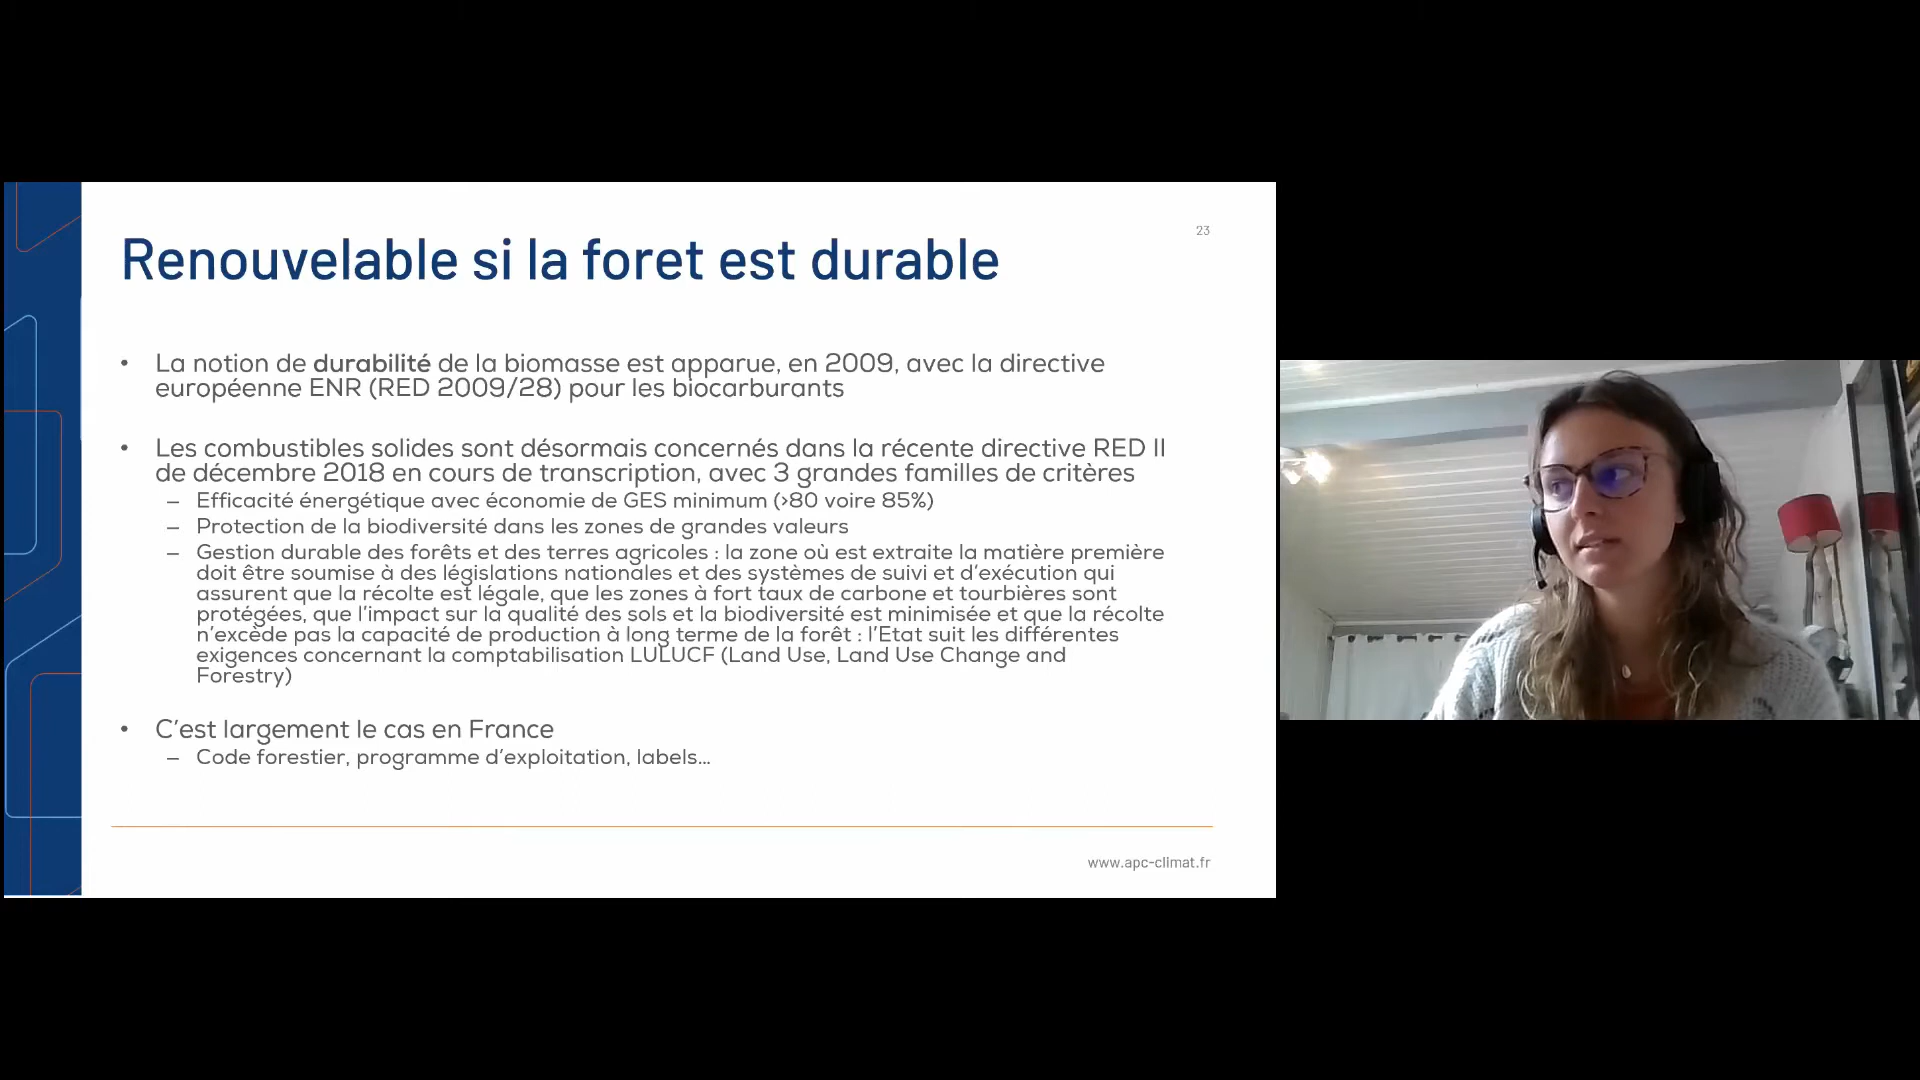 23
Renouvelable si la foret est durable
• La notion de durabilité de la biomasse est apparue, en 2009, avec la directive
européenne ENR (RED 2009/28) pour les biocarburants
• Les combustibles solides sont désormais concernés dans la récente directive RED II
de décembre 2018 en cours de transcription, avec 3 grandes familles de critères
– Efficacité énergétique avec économie de GES minimum (>80 voire 85%)
– Protection de la biodiversité dans les zones de grandes valeurs
– Gestion durable des forêts et des terres agricoles : la zone où est extraite la matière première
doit être soumise à des législations nationales et des systèmes de suivi et d'exécution qui
assurent que la récolte est légale, que les zones à fort taux de carbone et tourbières sont
protégées, que l'impact sur la qualité des sols et la biodiversité est minimisée et que la récolte
n'excède pas la capacité de production à long terme de la forêt : l'Etat suit les différentes
exigences concernant la comptabilisation LULUCF (Land Use, Land Use Change and
Forestry)
• C'est largement le cas en France
– Code forestier, programme d'exploitation, labels...
www.apc-climat.fr